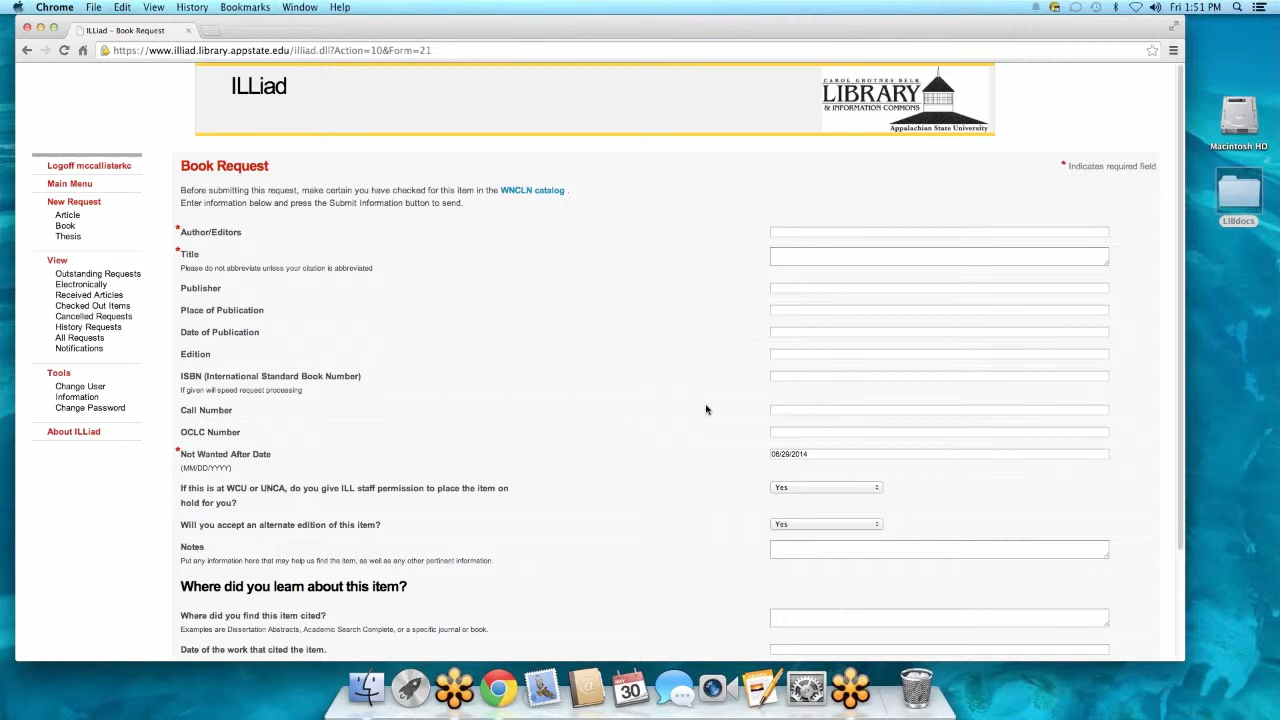 Chrome File Edit View History Bookmarks Window Help Fri 1:51 PM
ILLiad - Book Request
https://www.illiad.library.appstate.edu/illiad.dll?Action=10&Form=21
ILLiad
CAROL GROTNES BELK
LIBRARY
& INFORMATION COMMONS
Appalachian State University
Macintosh HD
LIBdocs
Logoff mccallisterkc
Main Menu
New Request
Article
Book
Thesis
View
Outstanding Requests
Electronically
Received Articles
Checked Out Items
Cancelled Requests
History Requests
All Requests
Notifications
Tools
Change User
Information
Change Password
About ILLiad
Book Request
* Indicates required field
Before submitting this request, make certain you have checked for this item in the WNCLN catalog .
Enter information below and press the Submit Information button to send.
*Author/Editors
*Title
Please do not abbreviate unless your citation is abbreviated
Publisher
Place of Publication
Date of Publication
Edition
ISBN (International Standard Book Number)
If given will speed request processing
Call Number
OCLC Number
*Not Wanted After Date 06/29/2014
(MM/DD/YYYY)
If this is at WCU or UNCA, do you give ILL staff permission to place the item on Yes
hold for you?
Will you accept an alternate edition of this item? Yes
Notes
Put any information here that may help us find the item, as well as any other pertinent information.
Where did you learn about this item?
Where did you find this item cited?
Examples are Dissertation Abstracts, Academic Search Complete, or a specific journal or book.
Date of the work that cited the item.
MAY
30